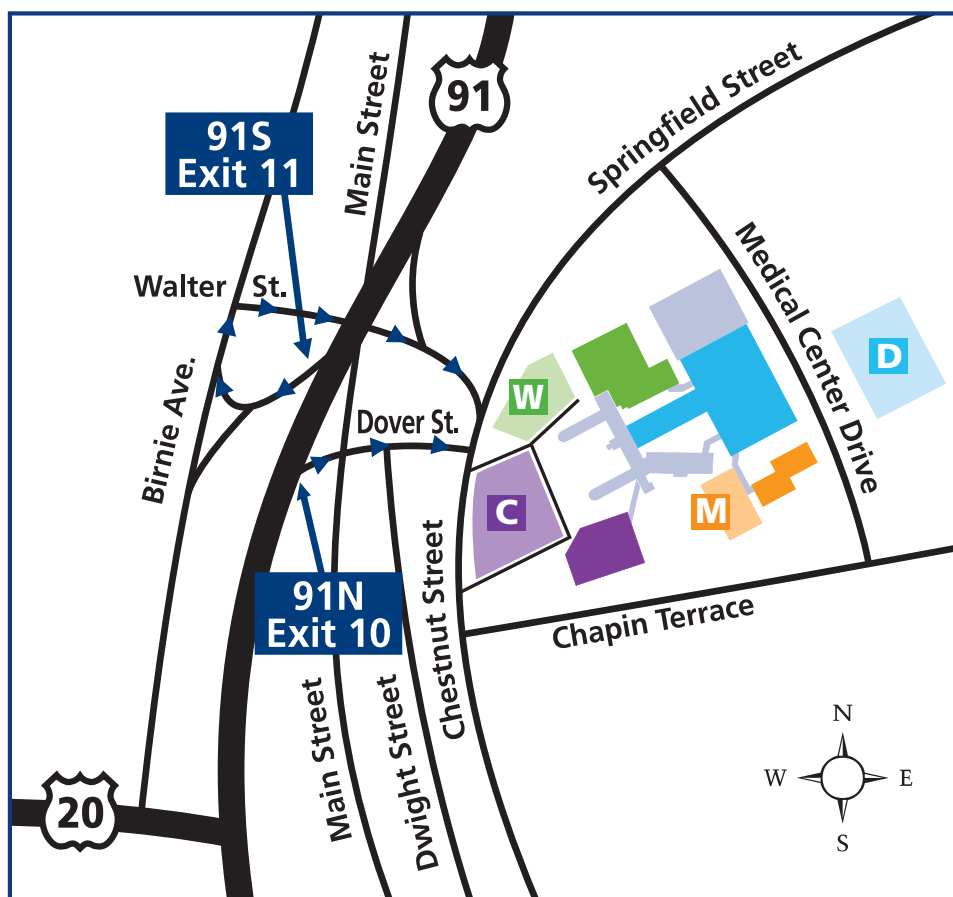 91
Springfield Street
Main Street
91S
Exit 11
Walter St.
Medical Center Drive
D
W
Birnie Ave.
Dover St.
C
M
91N
Exit 10
Chestnut Street
Chapin Terrace
Main Street
Dwight Street
20
N
W E
S